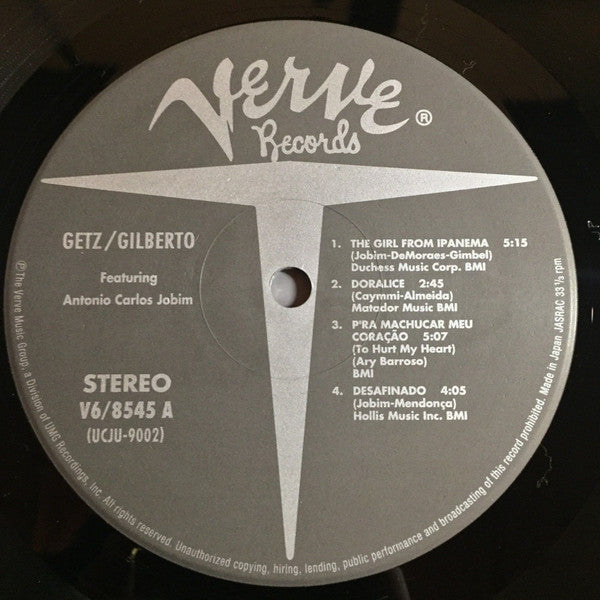 VERVE®
Records
GETZ/GILBERTO
Featuring
Antonio Carlos Jobim
STEREO
V6/8545 A
(UCJU-9002)
1. THE GIRL FROM IPANEMA 5:15
(Jobim-DeMoraes-Gimbel)
Duchess Music Corp. BMI
2. DORALICE 2:45
(Caymmi-Almeida)
Matador Music BMI
3. P'RA MACHUCAR MEU
CORAÇÃO 5:07
(To Hurt My Heart)
(Ary Barroso)
BMI
4. DESAFINADO 4:05
(Jobim-Mendonça)
Hollis Music Inc. BMI
℗The Verve Music Group, a Division of UMG Recordings, Inc. All rights reserved. Unauthorized copying, hiring, lending, public performance and broadcasting of this record prohibited. Made in Japan JASRAC 33 ⅓ rpm